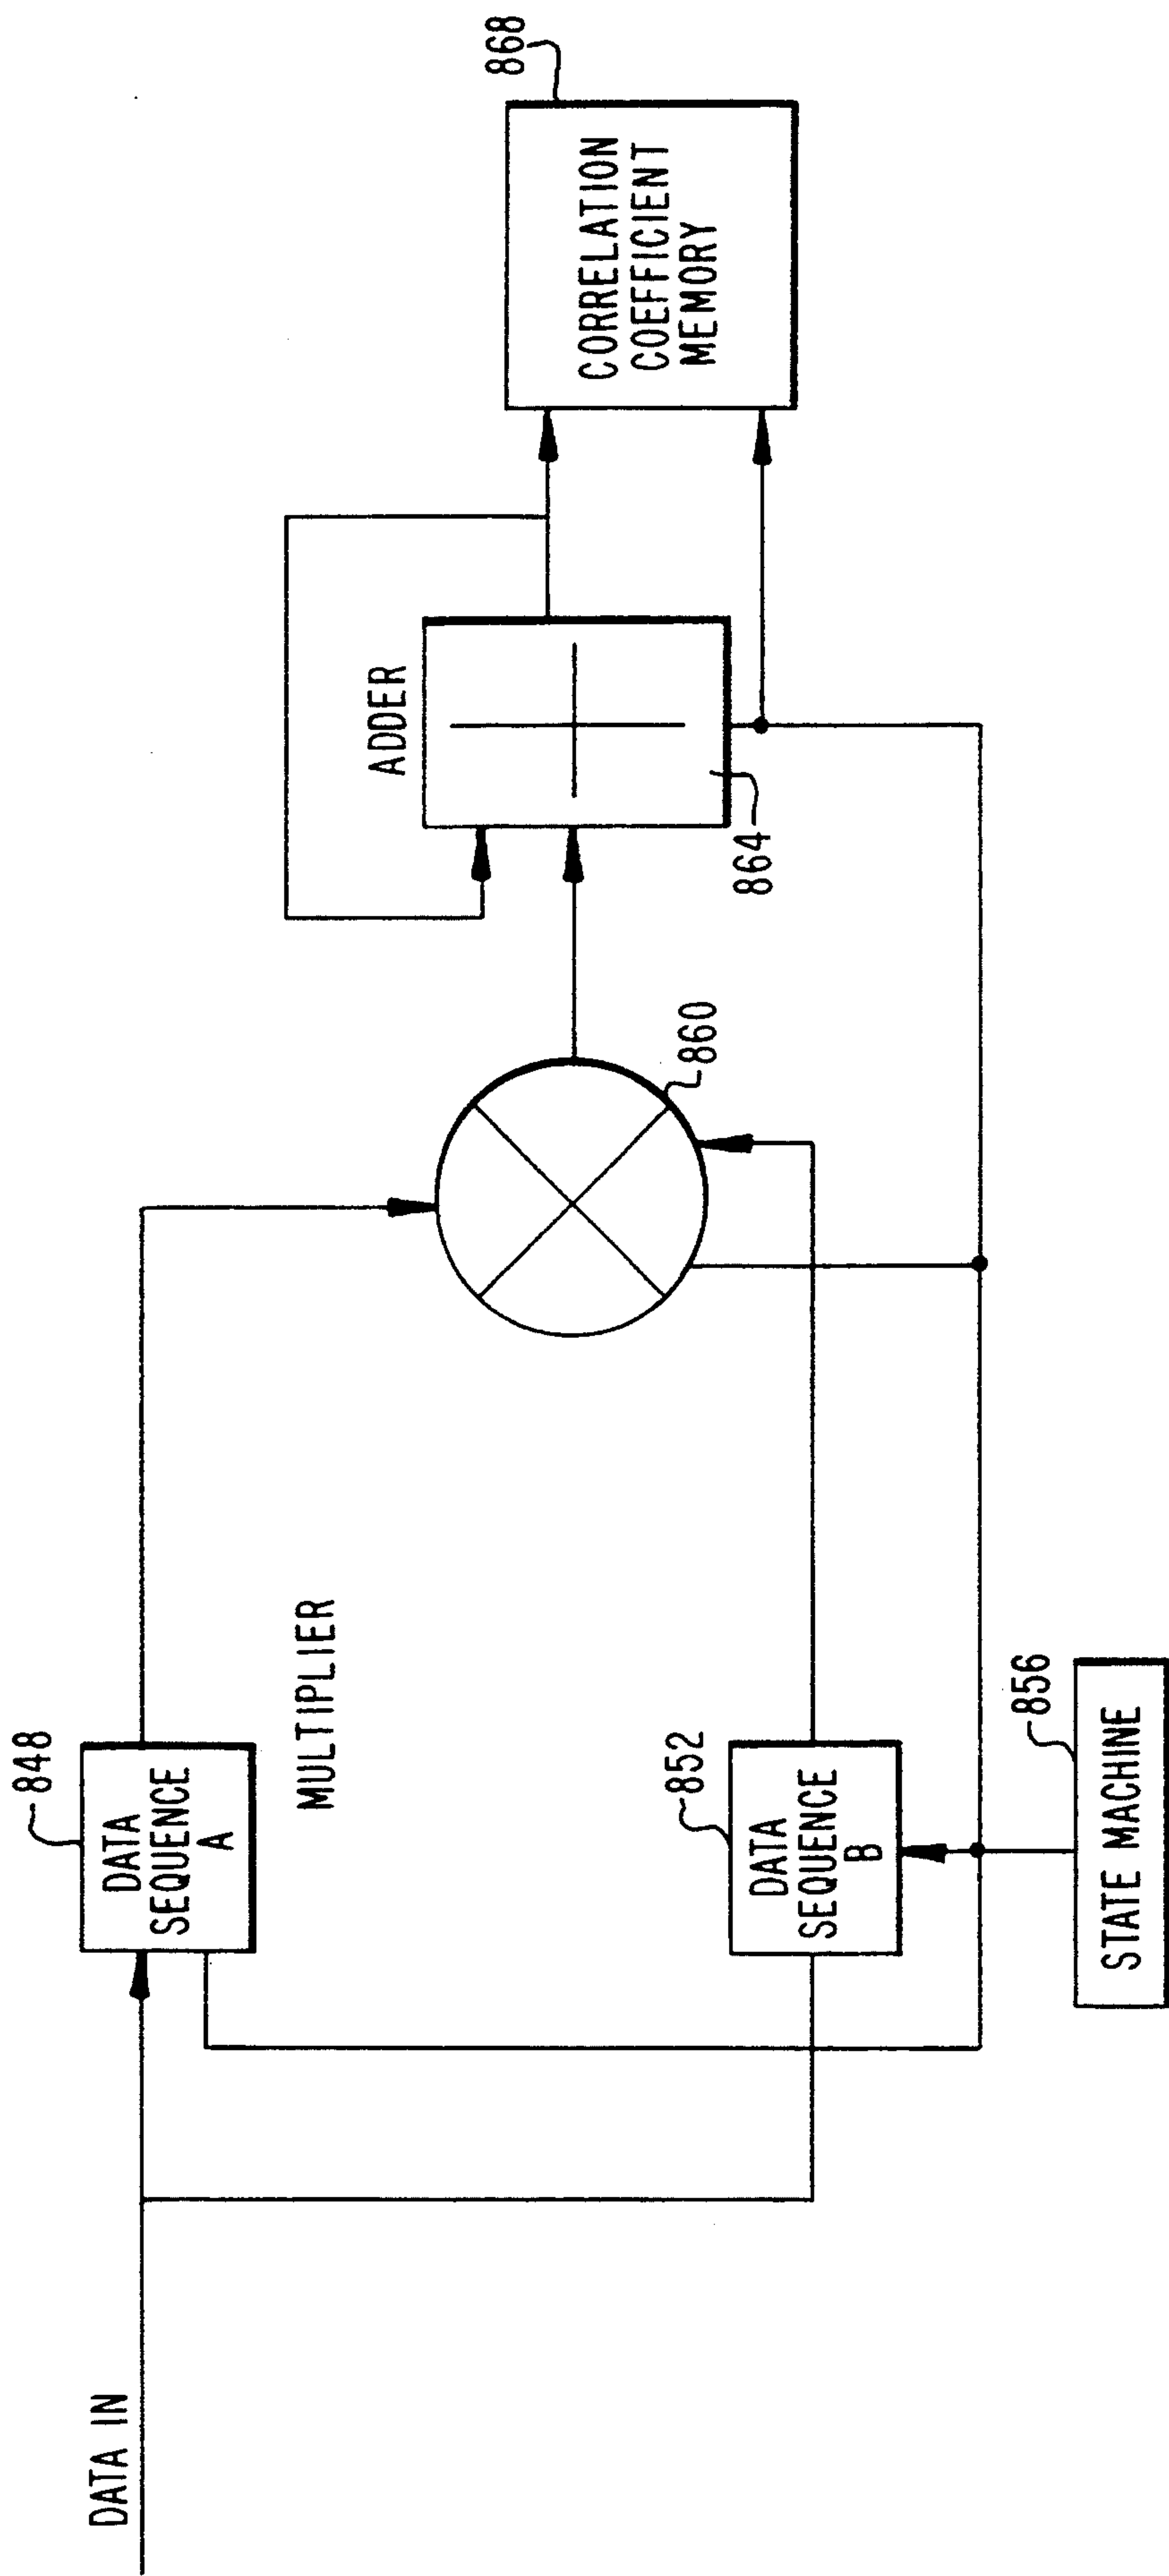 DATA IN
848
DATA
SEQUENCE
A
MULTIPLIER
852
DATA
SEQUENCE
B
856
STATE MACHINE
860
ADDER
864
868
CORRELATION
COEFFICIENT
MEMORY